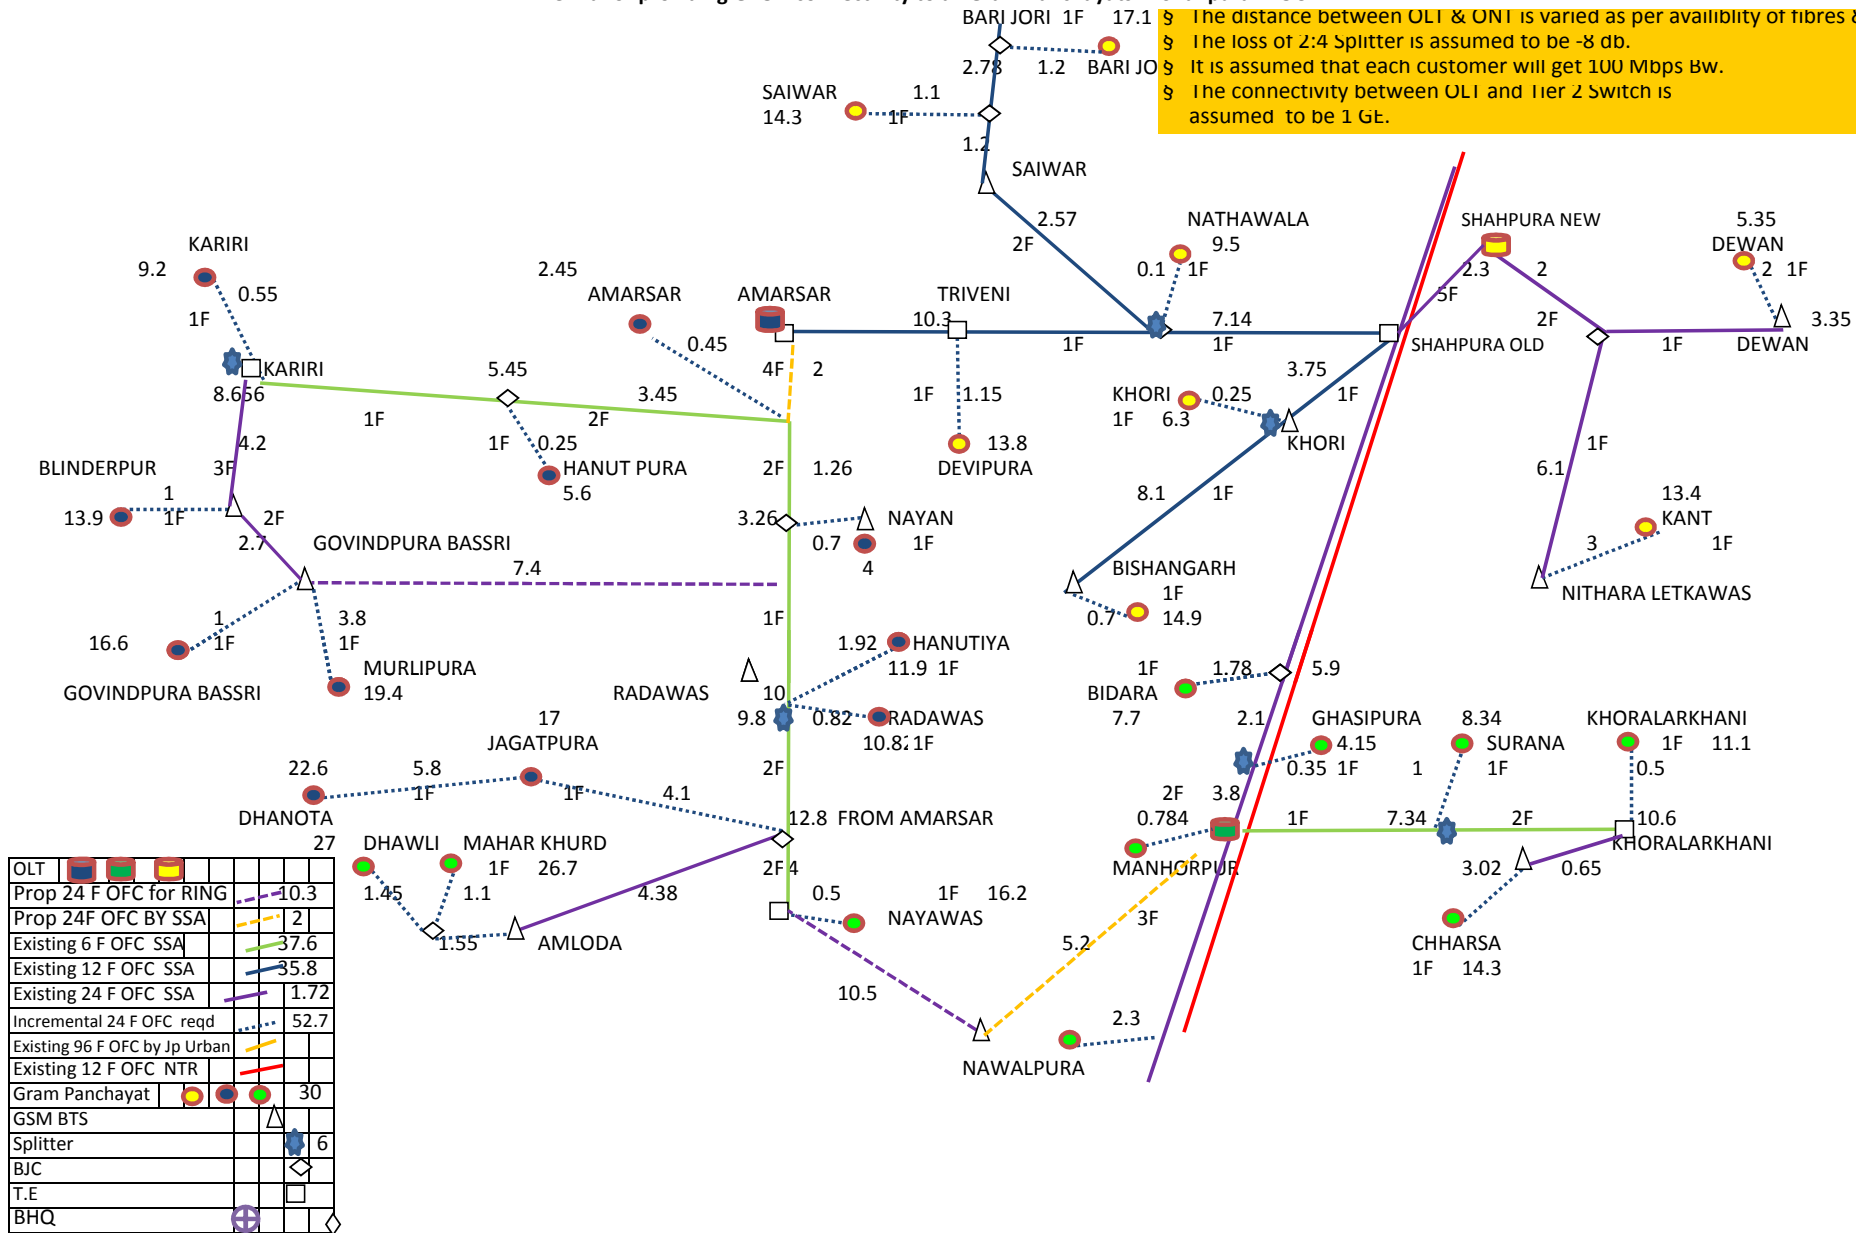 BARI JORI 1F 17.1
§ The distance between OLT & ONT is varied as per availiblity of fibres &
§ The loss of 2:4 Splitter is assumed to be -8 db.
§ It is assumed that each customer will get 100 Mbps Bw.
§ The connectivity between OLT and Tier 2 Switch is
assumed to be 1 GE.
2.78 1.2 BARI JO
SAIWAR 1.1
14.3 1F
1.2
SAIWAR
2.57
2F
NATHAWALA
9.5
0.1 1F
SHAHPURA NEW
5.35
DEWAN
2 1F
2.3 2
5F
2F
3.35
1F DEWAN
KARIRI
9.2
0.55
1F
2.45
AMARSAR
0.45
AMARSAR
TRIVENI
10.3
1F
7.14
1F
SHAHPURA OLD
KARIRI
8.656
5.45
3.45
4F 2
1F
2F
1F 0.25
HANUT PURA
5.6
1F 1.15
13.8
DEVIPURA
3.75
1F
KHORI 0.25
1F 6.3
KHORI
8.1 1F
1F
6.1
13.4
KANT
3 1F
NITHARA LETKAWAS
4.2
3F
BLINDERPUR
1
13.9 1F
2F
2.7
GOVINDPURA BASSRI
7.4
2F 1.26
3.26
NAYAN
0.7 1F
4
BISHANGARH
1F
0.7 14.9
1
16.6 1F
3.8
1F
GOVINDPURA BASSRI
MURLIPURA
19.4
1F
1.92 HANUTIYA
11.9 1F
RADAWAS 10
9.8 0.82 RADAWAS
10.82 1F
1F 1.78 5.9
BIDARA
7.7
2.1 GHASIPURA
4.15
0.35 1F
8.34
SURANA
1 1F
KHORALARKHANI
1F 11.1
0.5
17
JAGATPURA
22.6 5.8
1F 1F 4.1
DHANOTA
27
2F
12.8 FROM AMARSAR
2F 3.8
0.784
MANHORPUR
1F 7.34 2F 10.6
KHORALARKHANI
3.02 0.65
DHAWLI MAHAR KHURD
1F 26.7
1.45 1.1
4.38
1.55 AMLODA
2F 4
0.5 1F 16.2
NAYAWAS
3F
5.2
CHHARSA
1F 14.3
10.5
2.3
NAWALPURA
OLT
Prop 24 F OFC for RING 10.3
Prop 24F OFC BY SSA 2
Existing 6 F OFC SSA 37.6
Existing 12 F OFC SSA 35.8
Existing 24 F OFC SSA 1.72
Incremental 24 F OFC reqd 52.7
Existing 96 F OFC by Jp Urban
Existing 12 F OFC NTR
Gram Panchayat 30
GSM BTS
Splitter 6
BJC
T.E
BHQ